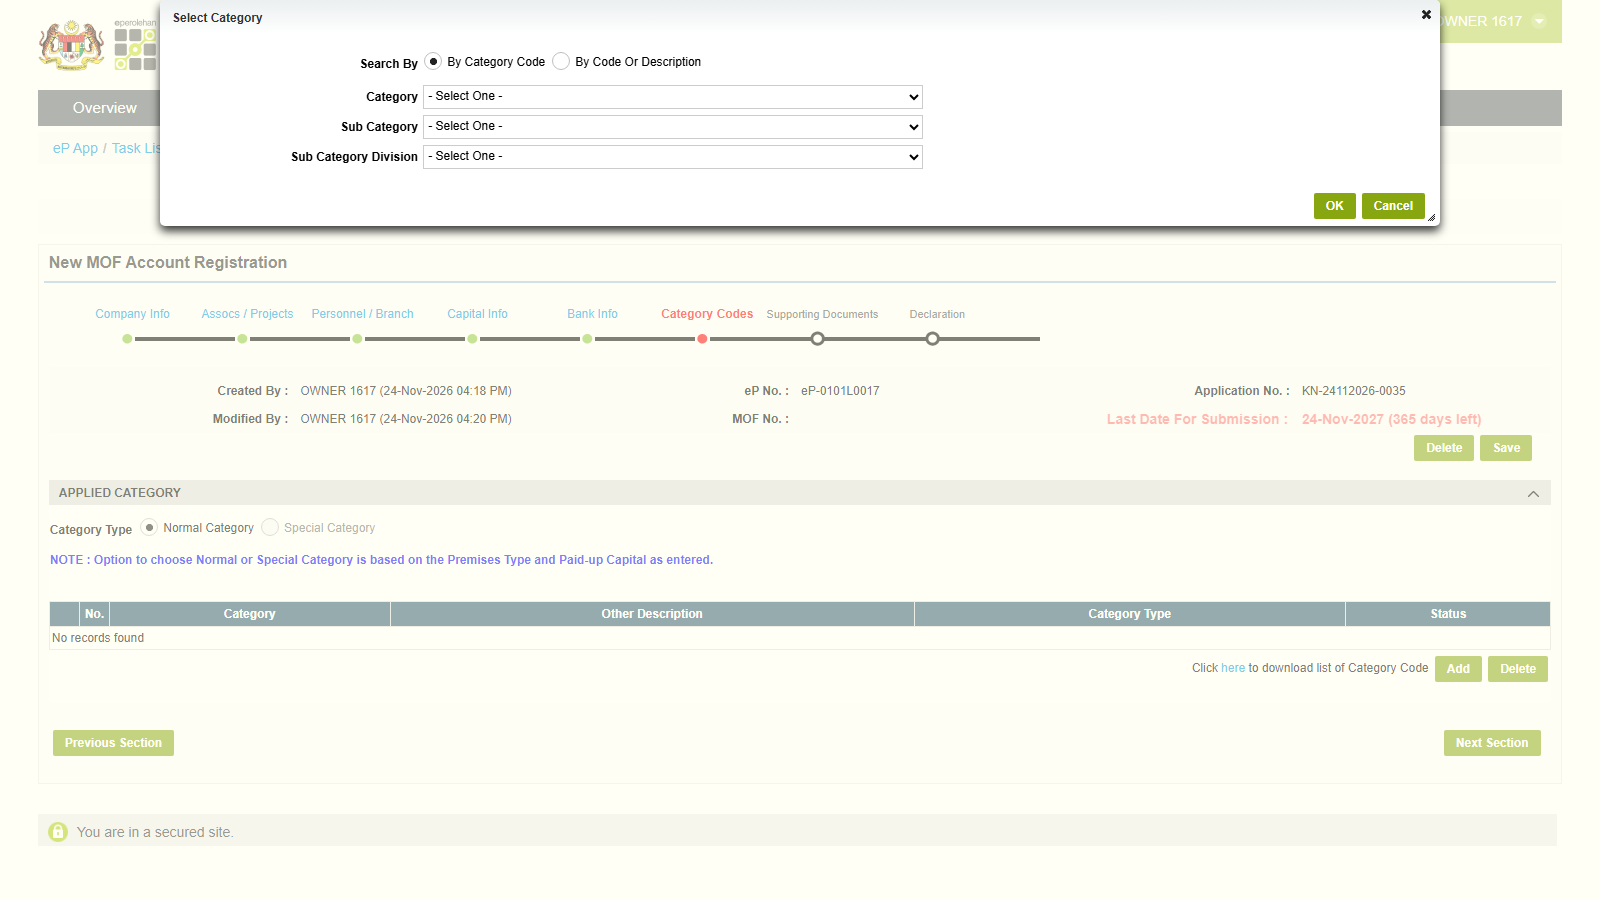 Select Category
eperolehan
OWNER 1617
Search By
By Category Code
By Code Or Description
Category
- Select One -
Sub Category
- Select One -
Sub Category Division
- Select One -
OK
Cancel
Overview
eP App / Task Lis
New MOF Account Registration
Company Info
Assocs / Projects
Personnel / Branch
Capital Info
Bank Info
Category Codes
Supporting Documents
Declaration
Created By :
OWNER 1617 (24-Nov-2026 04:18 PM)
eP No. :
eP-0101L0017
Application No. :
KN-24112026-0035
Modified By :
OWNER 1617 (24-Nov-2026 04:20 PM)
MOF No. :
Last Date For Submission :
24-Nov-2027 (365 days left)
Delete
Save
APPLIED CATEGORY
Category Type
Normal Category
Special Category
NOTE : Option to choose Normal or Special Category is based on the Premises Type and Paid-up Capital as entered.
No.
Category
Other Description
Category Type
Status
No records found
Click here to download list of Category Code
Add
Delete
Previous Section
Next Section
You are in a secured site.